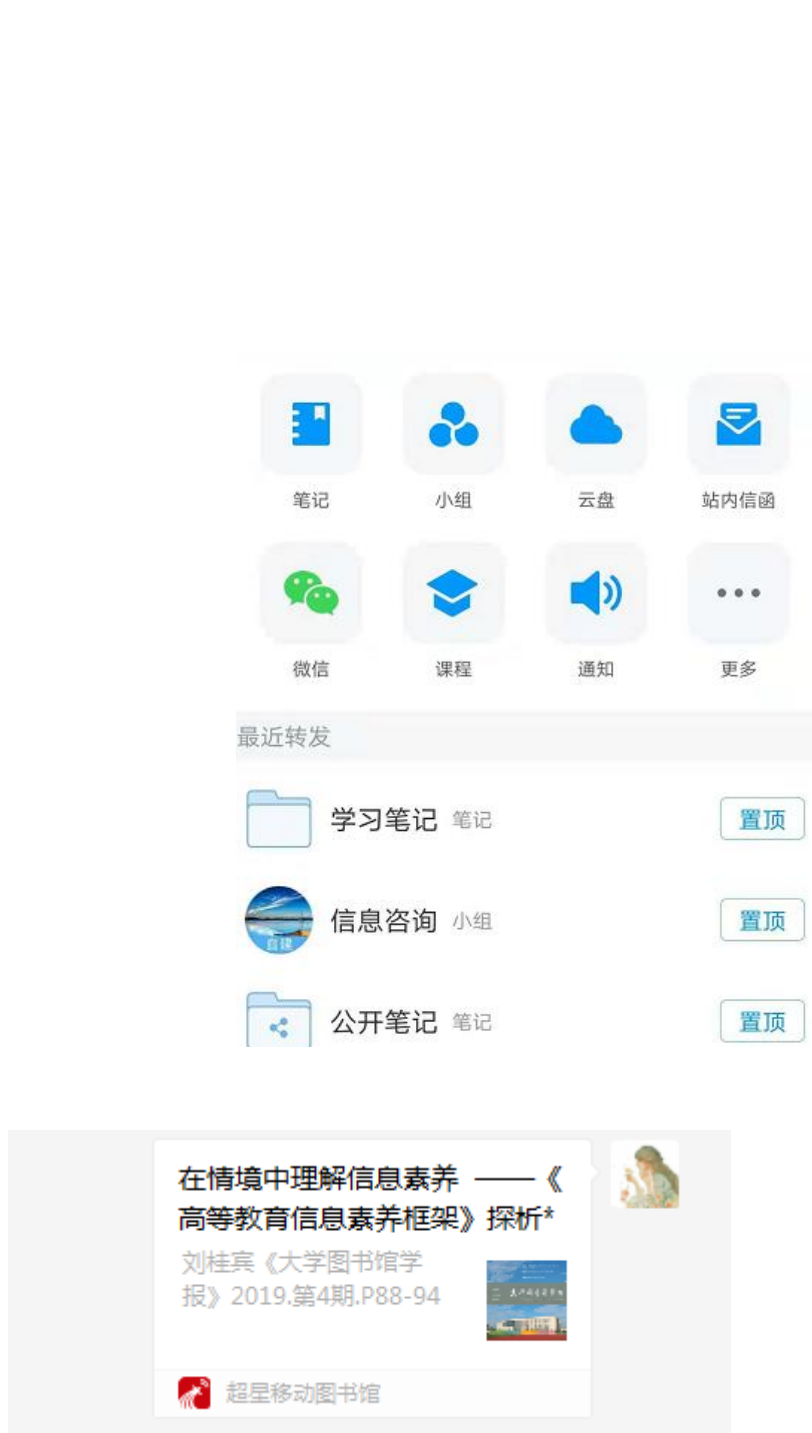 笔记 小组 云盘 站内信函
微信 课程 通知 更多
最近转发
学习笔记 笔记 置顶
信息咨询 小组 置顶
公开笔记 笔记 置顶
在情境中理解信息素养 ——《
高等教育信息素养框架》探析*
刘桂宾《大学图书馆学
报》2019.第4期.P88-94
超星移动图书馆